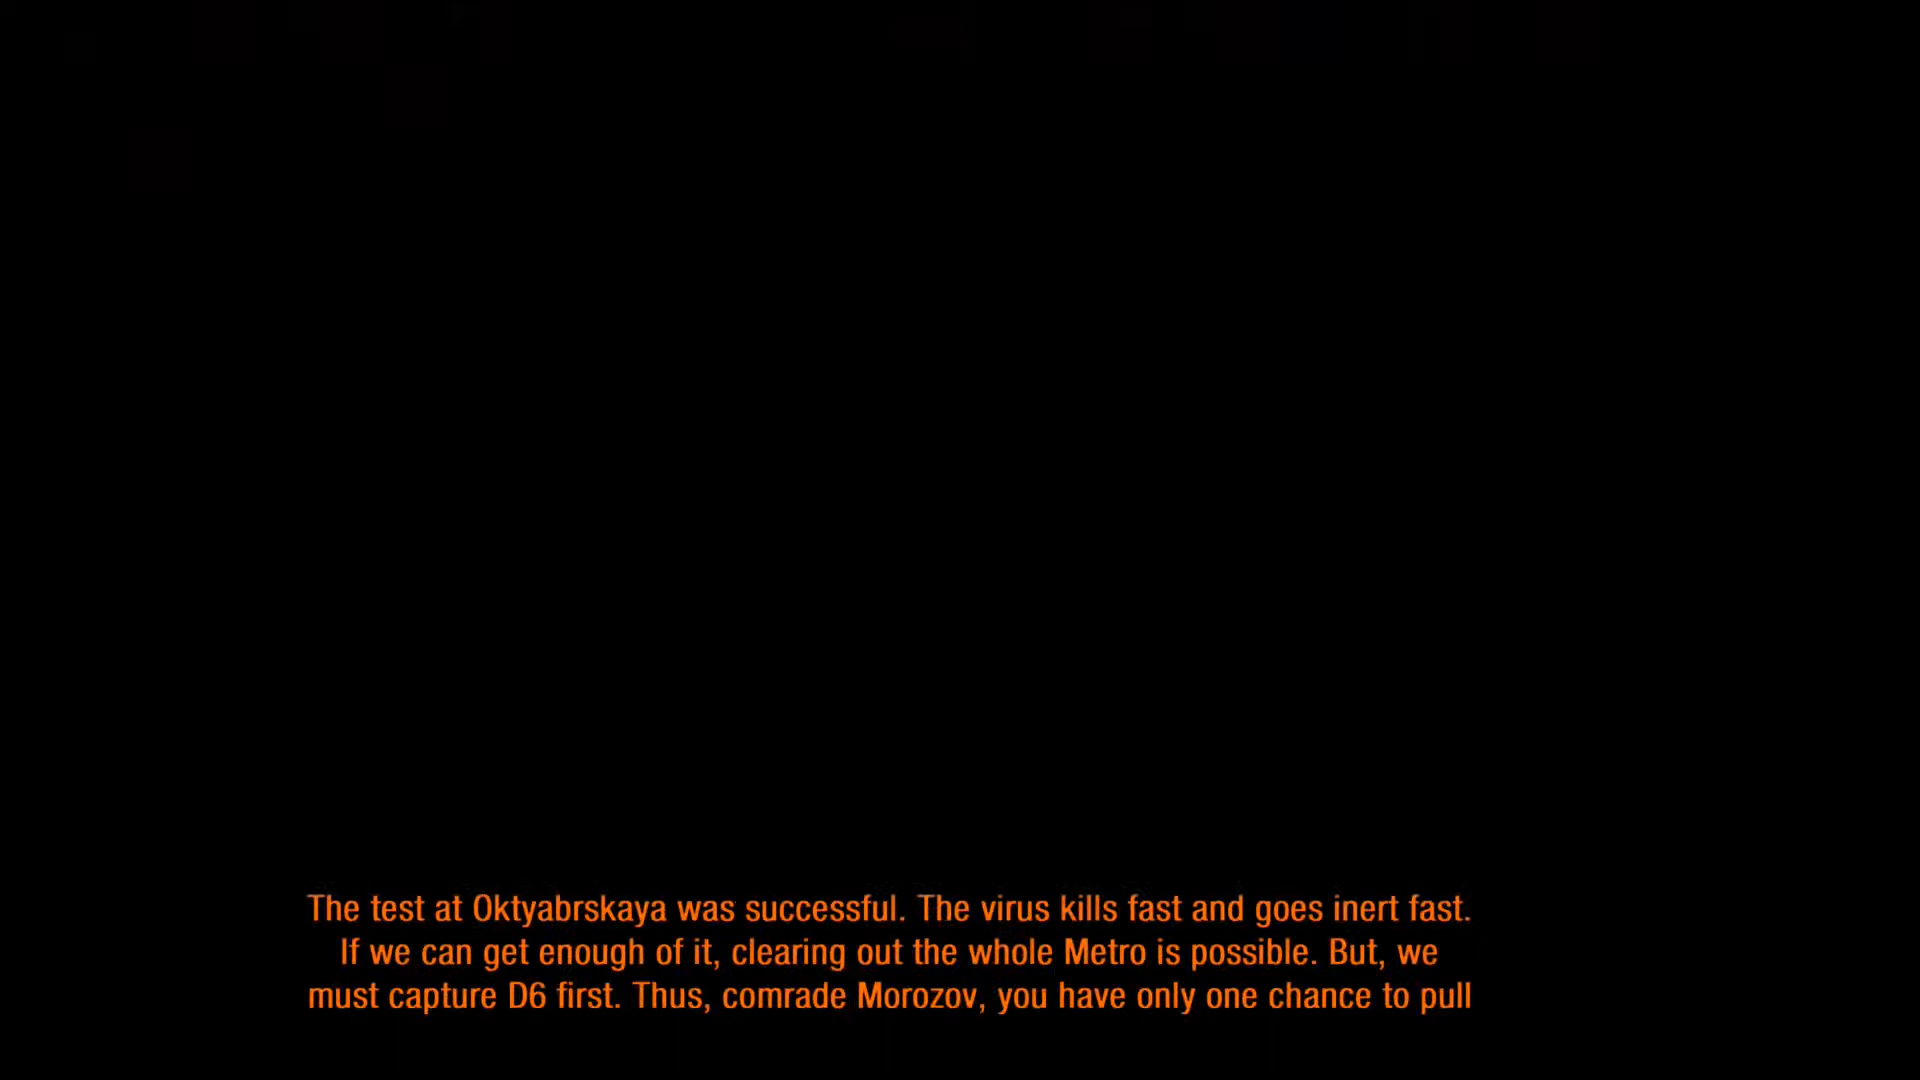 The test at Oktyabrskaya was successful. The virus kills fast and goes inert fast.
If we can get enough of it, clearing out the whole Metro is possible. But, we
must capture D6 first. Thus, comrade Morozov, you have only one chance to pull